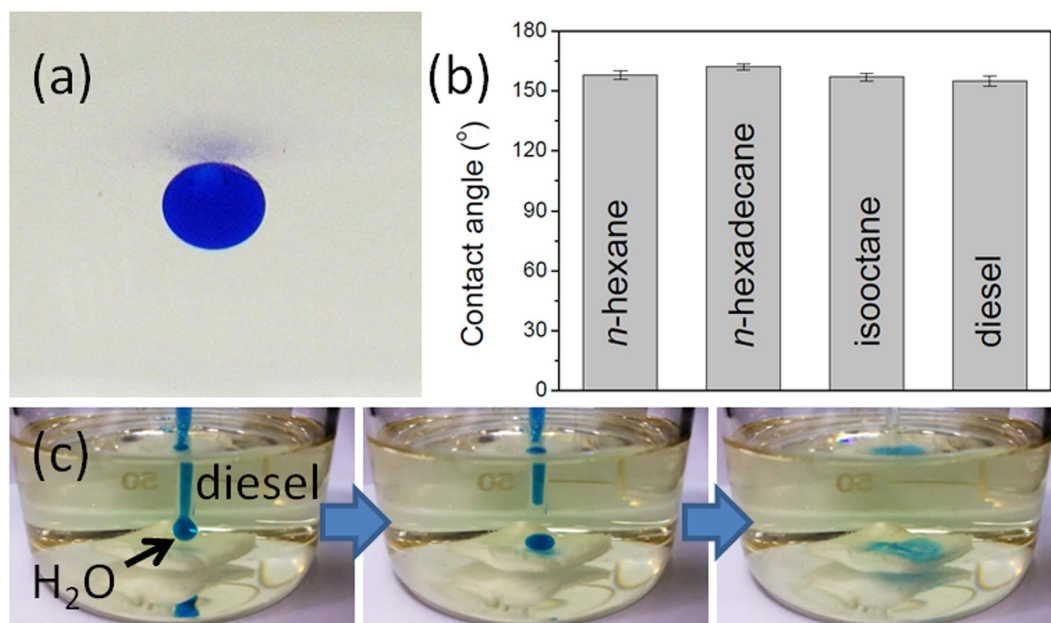 (a)
(b)
180
150
120
90
60
30
0
Contact angle (°)
n-hexane
n-hexadecane
isooctane
diesel
(c)
diesel
H₂O
50
50
50